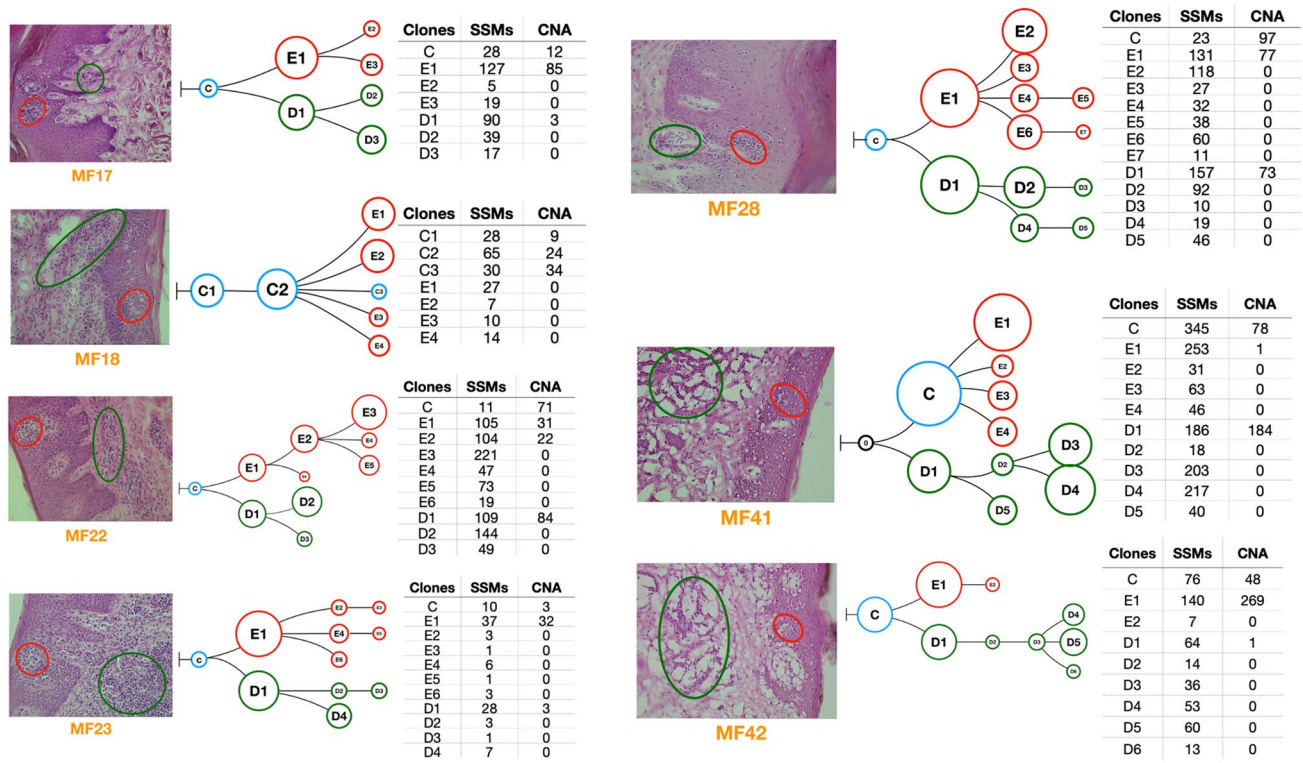 E2
E1
E3
C
D2
D1
D3
MF17
Clones SSMs CNA
C 28 12
E1 127 85
E2 5 0
E3 19 0
D1 90 3
D2 39 0
D3 17 0
E1
E2
C1 C2 C3
E3
E4
MF18
Clones SSMs CNA
C1 28 9
C2 65 24
C3 30 34
E1 27 0
E2 7 0
E3 10 0
E4 14 0
E3
E2 E4
E1 E5
C
D2
D1
D3
MF22
Clones SSMs CNA
C 11 71
E1 105 31
E2 104 22
E3 221 0
E4 47 0
E5 73 0
E6 19 0
D1 109 84
D2 144 0
D3 49 0
E2 E3
E1 E4 E5
E6
C
D1 D2 D3
D4
MF23
Clones SSMs CNA
C 10 3
E1 37 32
E2 3 0
E3 1 0
E4 6 0
E5 1 0
E6 3 0
D1 28 3
D2 3 0
D3 1 0
D4 7 0
E2
E3
E1 E4 E5
E6 E7
C
D1 D2 D3
D4 D5
MF28
Clones SSMs CNA
C 23 97
E1 131 77
E2 118 0
E3 27 0
E4 32 0
E5 38 0
E6 60 0
E7 11 0
D1 157 73
D2 92 0
D3 10 0
D4 19 0
D5 46 0
E1
E2
C E3
E4
0
D3
D1 D2
D4
D5
MF41
Clones SSMs CNA
C 345 78
E1 253 1
E2 31 0
E3 63 0
E4 46 0
D1 186 184
D2 18 0
D3 203 0
D4 217 0
D5 40 0
E1 E2
C
D4
D1 D2 D3 D5
D6
MF42
Clones SSMs CNA
C 76 48
E1 140 269
E2 7 0
D1 64 1
D2 14 0
D3 36 0
D4 53 0
D5 60 0
D6 13 0